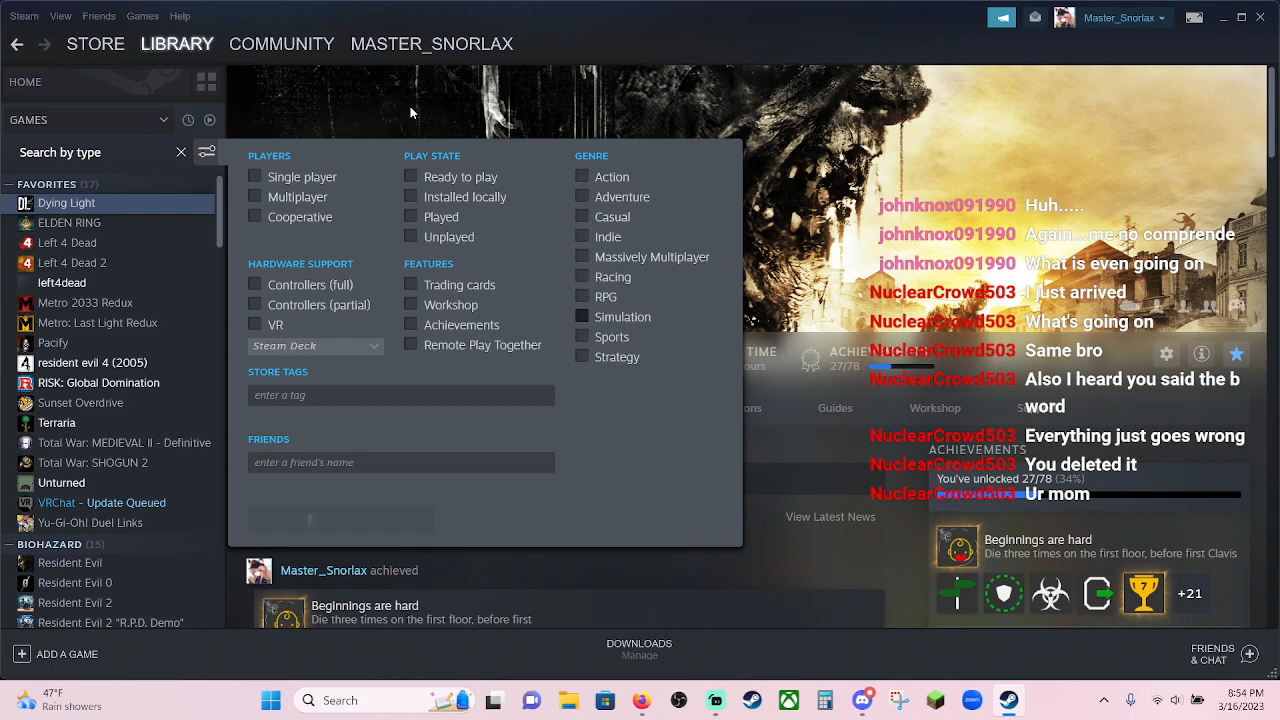 Steam View Friends Games Help
Master_Snorlax
STORE LIBRARY COMMUNITY MASTER_SNORLAX
HOME
GAMES
Search by type
FAVORITES (17)
Dying Light
ELDEN RING
Left 4 Dead
Left 4 Dead 2
left4dead
Metro 2033 Redux
Metro: Last Light Redux
Pacify
Resident evil 4 (2005)
RISK: Global Domination
Sunset Overdrive
Terraria
Total War: MEDIEVAL II - Definitive
Total War: SHOGUN 2
Unturned
VRChat - Update Queued
Yu-Gi-Oh! Duel Links
BIOHAZARD (15)
Resident Evil
Resident Evil 0
Resident Evil 2
Resident Evil 2 "R.P.D. Demo"
PLAYERS
Single player
Multiplayer
Cooperative
HARDWARE SUPPORT
Controllers (full)
Controllers (partial)
VR
Steam Deck
STORE TAGS
enter a tag
FRIENDS
enter a friend's name
PLAY STATE
Ready to play
Installed locally
Played
Unplayed
FEATURES
Trading cards
Workshop
Achievements
Remote Play Together
GENRE
Action
Adventure
Casual
Indie
Massively Multiplayer
Racing
RPG
Simulation
Sports
Strategy
johnknox091990 Huh.....
johnknox091990 Again....me no comprende
johnknox091990 What is even going on
NuclearCrowd503 I just arrived
NuclearCrowd503 What's going on
NuclearCrowd503 Same bro
NuclearCrowd503 Also I heard you said the b
word
NuclearCrowd503 Everything just goes wrong
NuclearCrowd503 You deleted it
NuclearCrowd503 Ur mom
TIME
ours
27/78
ons Guides Workshop
View Latest News
ACHIEVEMENTS
You've unlocked 27/78 (34%)
Beginnings are hard
Die three times on the first floor, before first Clavis
7
+21
Master_Snorlax achieved
Beginnings are hard
Die three times on the first floor, before first
ADD A GAME
DOWNLOADS
Manage
FRIENDS
& CHAT
47°F
Rain showers
Search
8:54 PM
3/16/2023